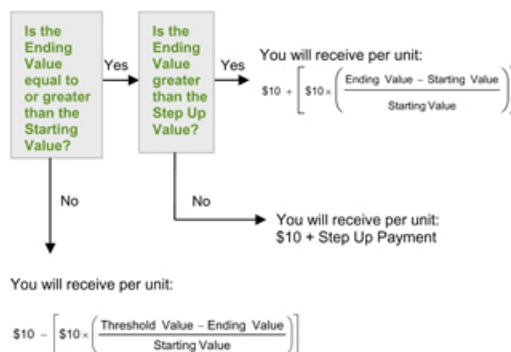 Is the
Ending
Value
equal to
or greater
than the
Starting
Value?
Yes
Is the
Ending
Value
greater
than the
Step Up
Value?
Yes
You will receive per unit:
$10 + [ $10 × ( Ending Value – Starting Value
Starting Value ) ]
No
No
You will receive per unit:
$10 + Step Up Payment
You will receive per unit:
$10 – [ $10 × ( Threshold Value – Ending Value
Starting Value ) ]